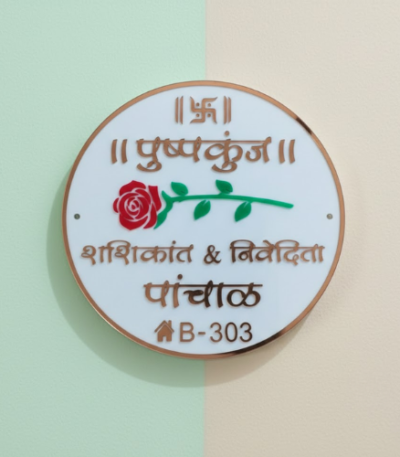 ||卐||
|| पुष्पकुंज ||
शशिकांत & निवेदिता
पांचाळ
B-303